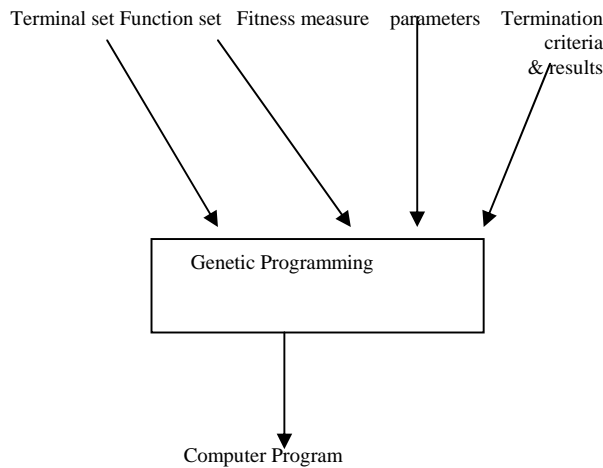 Terminal set Function set Fitness measure parameters Termination
criteria
& results
Genetic Programming
Computer Program